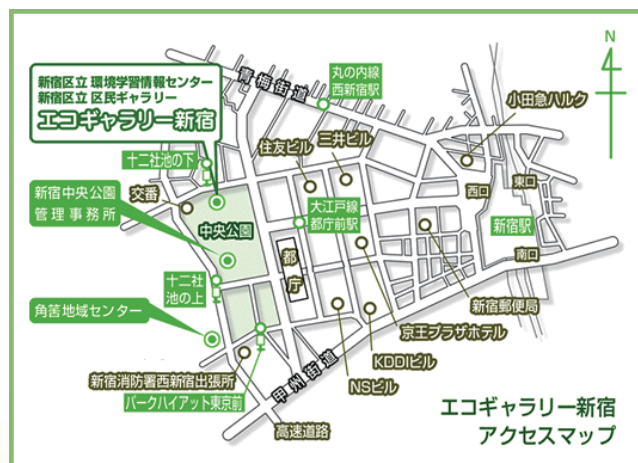 新宿区立 環境学習情報センター
新宿区立 区民ギャラリー
エコギャラリー新宿
青梅街道
丸の内線
西新宿駅
小田急ハルク
N
十二社池の下
住友ビル
三井ビル
交番
新宿中央公園
管理事務所
中央公園
大江戸線
都庁前駅
都庁
西口
東口
新宿駅
南口
十二社
池の上
角筈地域センター
新宿郵便局
京王プラザホテル
KDDIビル
NSビル
新宿消防署西新宿出張所
パークハイアット東京前
甲州街道
高速道路
エコギャラリー新宿
アクセスマップ